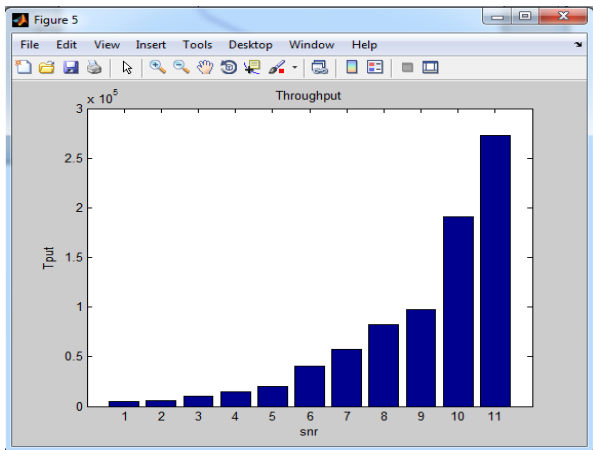 Figure 5
File Edit View Insert Tools Desktop Window Help
Throughput
x 10^5
3
2.5
2
1.5
1
0.5
0
Tput
1 2 3 4 5 6 7 8 9 10 11
snr